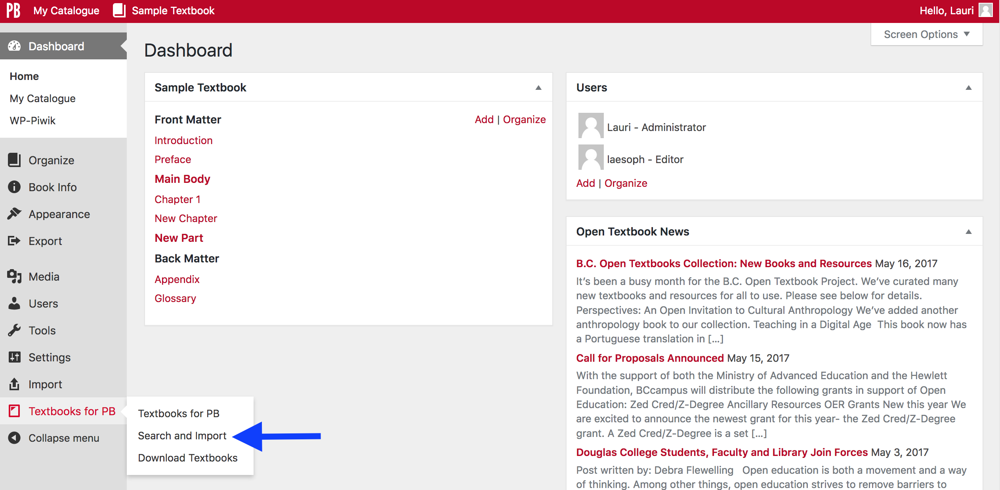 PB My Catalogue Sample Textbook Hello, Lauri
Screen Options
Dashboard
Home
My Catalogue
WP-Piwik
Organize
Book Info
Appearance
Export
Media
Users
Tools
Settings
Import
Textbooks for PB
Collapse menu
Textbooks for PB
Search and Import
Download Textbooks
Dashboard
Sample Textbook
Front Matter Add | Organize
Introduction
Preface
Main Body
Chapter 1
New Chapter
New Part
Back Matter
Appendix
Glossary
Users
Lauri - Administrator
laesoph - Editor
Add | Organize
Open Textbook News
B.C. Open Textbooks Collection: New Books and Resources May 16, 2017
It’s been a busy month for the B.C. Open Textbook Project. We’ve curated many
new textbooks and resources for all to use. Please see below for details.
Perspectives: An Open Invitation to Cultural Anthropology We’ve added another
anthropology book to our collection. Teaching in a Digital Age This book now has
a Portuguese translation in […]
Call for Proposals Announced May 15, 2017
With the support of both the Ministry of Advanced Education and the Hewlett
Foundation, BCcampus will distribute the following grants in support of Open
Education: Zed Cred/Z-Degree Ancillary Resources OER Grants New this year We
are excited to announce the newest grant for this year- the Zed Cred/Z-Degree
grant. A Zed Cred/Z-Degree is a set […]
Douglas College Students, Faculty and Library Join Forces May 3, 2017
Post written by: Debra Flewelling Open education is both a movement and a way
of thinking. Among other things, open education strives to remove barriers to